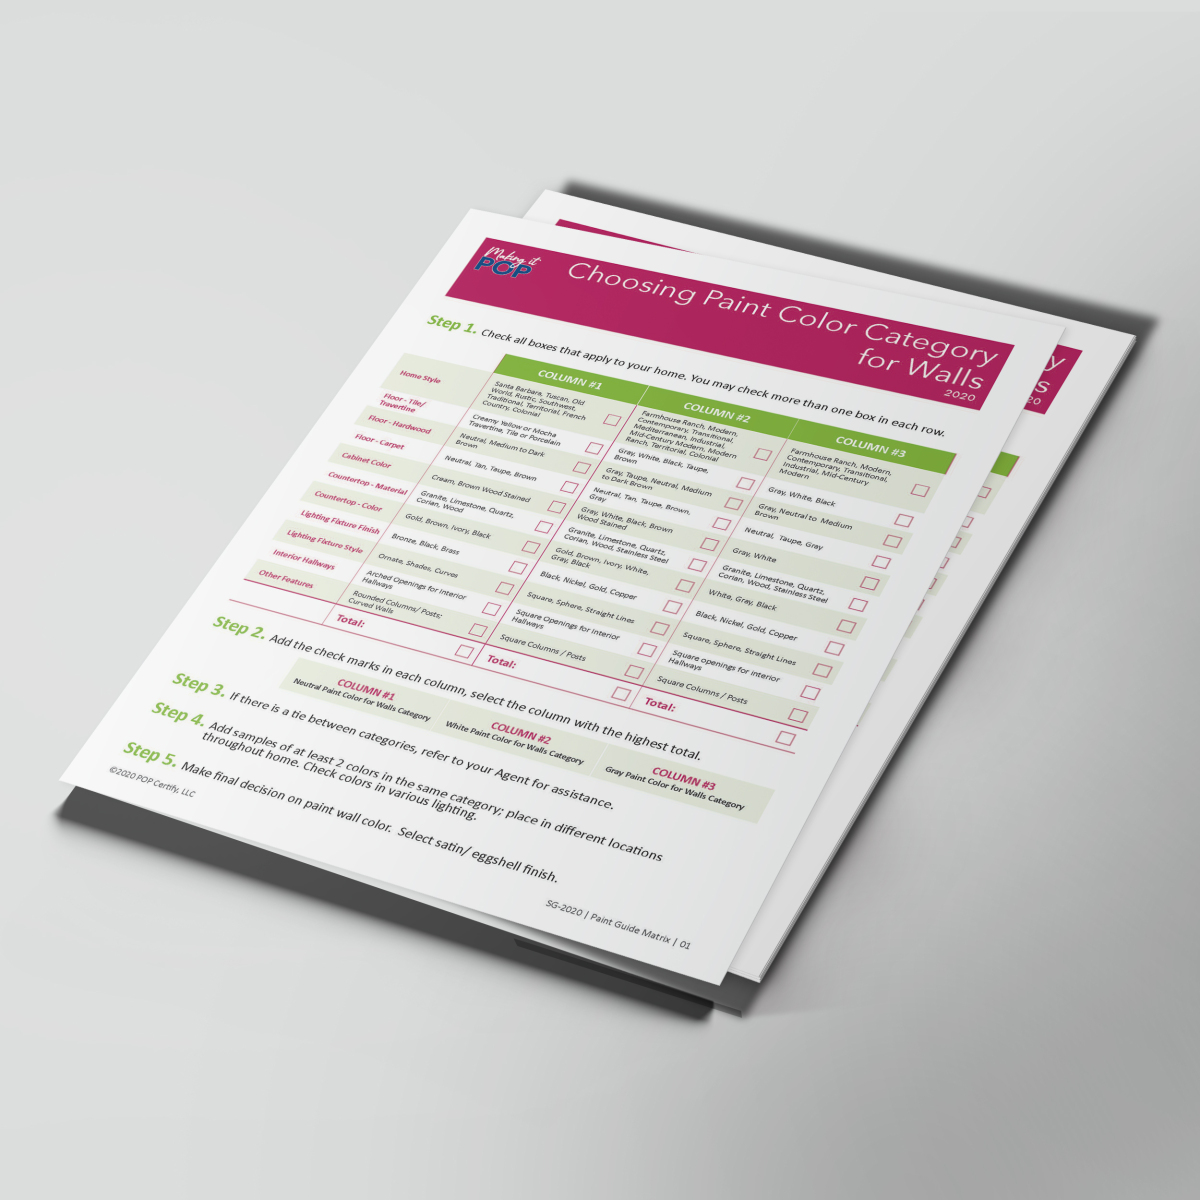 Making it
POP
Choosing Paint Color Category
for Walls
2020
Step 1. Check all boxes that apply to your home. You may check more than one box in each row.
COLUMN #1
COLUMN #2
COLUMN #3
Home Style
Santa Barbara, Tuscan, Old
World, Rustic, Southwest,
Traditional, Territorial, French
Country, Colonial
Farmhouse Ranch, Modern,
Contemporary, Transitional,
Mediterranean, Industrial,
Mid-Century Modern, Modern
Ranch, Territorial, Colonial
Farmhouse Ranch, Modern,
Contemporary, Transitional,
Industrial, Mid-Century
Modern
Floor - Tile/
Travertine
Creamy Yellow or Mocha
Travertine, Tile or Porcelain
Gray, White, Black, Taupe,
Brown
Gray, White, Black
Floor - Hardwood
Neutral, Medium to Dark
Brown
Gray, Taupe, Neutral, Medium
to Dark Brown
Gray, Neutral to Medium
Brown
Floor - Carpet
Neutral, Tan, Taupe, Brown
Neutral, Tan, Taupe, Brown,
Gray
Neutral, Taupe, Gray
Cabinet Color
Cream, Brown Wood Stained
Gray, White, Black, Brown
Wood Stained
Gray, White
Countertop - Material
Granite, Limestone, Quartz,
Corian, Wood
Granite, Limestone, Quartz,
Corian, Wood, Stainless Steel
Granite, Limestone, Quartz,
Corian, Wood, Stainless Steel
Countertop - Color
Gold, Brown, Ivory, Black
Gold, Brown, Ivory, White,
Gray, Black
White, Gray, Black
Lighting Fixture Finish
Bronze, Black, Brass
Black, Nickel, Gold, Copper
Black, Nickel, Gold, Copper
Lighting Fixture Style
Ornate, Shades, Curves
Square, Sphere, Straight Lines
Square, Sphere, Straight Lines
Interior Hallways
Arched Openings for Interior
Hallways
Square Openings for Interior
Hallways
Square openings for Interior
Hallways
Other Features
Rounded Columns/ Posts;
Curved Walls
Square Columns / Posts
Square Columns / Posts
Total:
Total:
Total:
Step 2. Add the check marks in each column, select the column with the highest total.
COLUMN #1
Neutral Paint Color for Walls Category
COLUMN #2
White Paint Color for Walls Category
COLUMN #3
Gray Paint Color for Walls Category
Step 3. If there is a tie between categories, refer to your Agent for assistance.
Step 4. Add samples of at least 2 colors in the same category; place in different locations
throughout home. Check colors in various lighting.
Step 5. Make final decision on paint wall color. Select satin/ eggshell finish.
©2020 POP Certify, LLC
SG-2020 | Paint Guide Matrix | 01
y
s
20